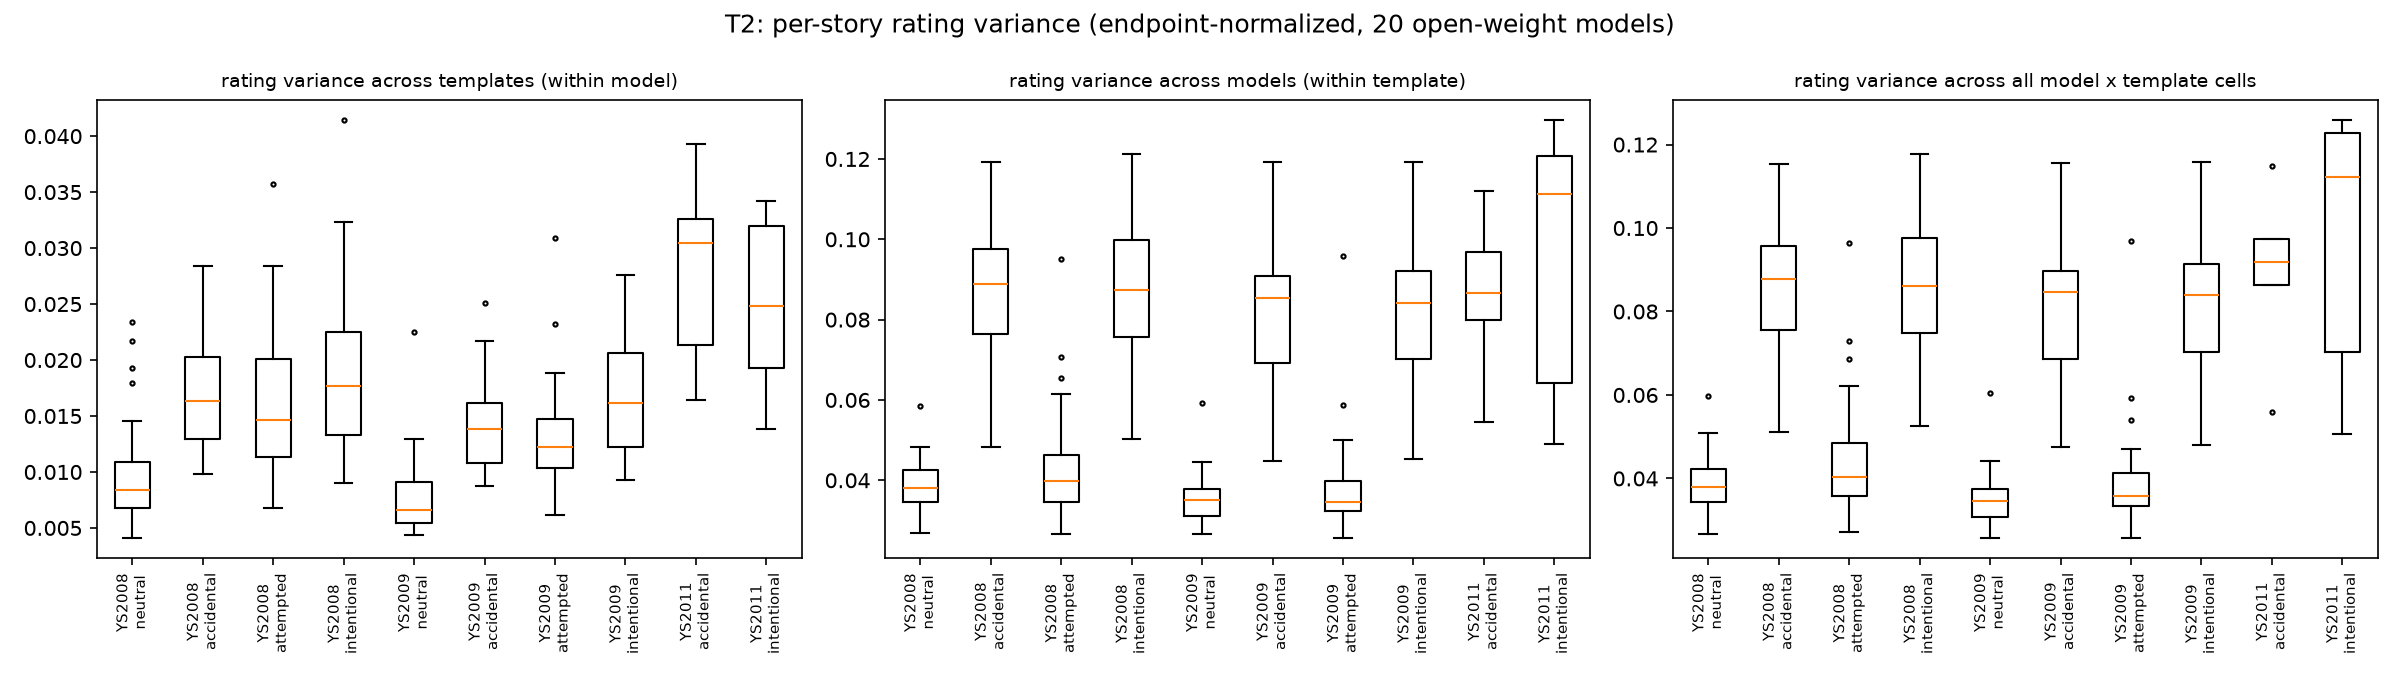 T2: per-story rating variance (endpoint-normalized, 20 open-weight models)
rating variance across templates (within model)
0.040
0.035
0.030
0.025
0.020
0.015
0.010
0.005
YS2008
neutral
YS2008
accidental
YS2008
attempted
YS2008
intentional
YS2009
neutral
YS2009
accidental
YS2009
attempted
YS2009
intentional
YS2011
accidental
YS2011
intentional
rating variance across models (within template)
0.12
0.10
0.08
0.06
0.04
YS2008
neutral
YS2008
accidental
YS2008
attempted
YS2008
intentional
YS2009
neutral
YS2009
accidental
YS2009
attempted
YS2009
intentional
YS2011
accidental
YS2011
intentional
rating variance across all model x template cells
0.12
0.10
0.08
0.06
0.04
YS2008
neutral
YS2008
accidental
YS2008
attempted
YS2008
intentional
YS2009
neutral
YS2009
accidental
YS2009
attempted
YS2009
intentional
YS2011
accidental
YS2011
intentional